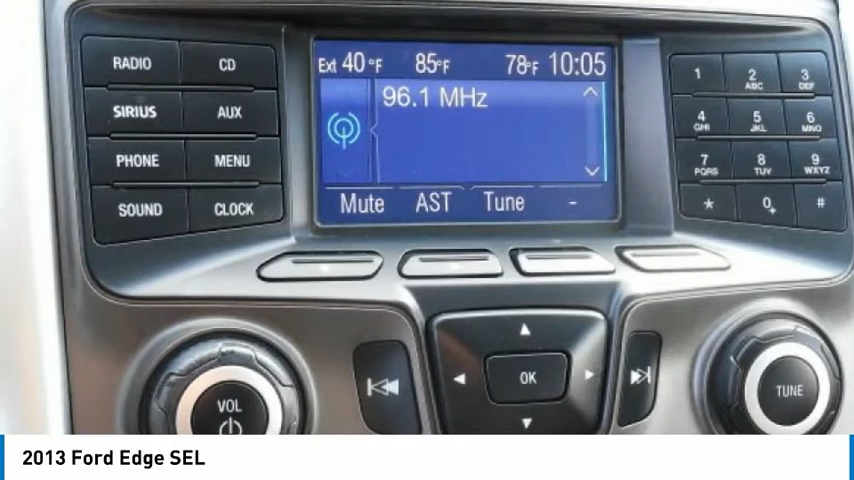 RADIO CD
SIRIUS AUX
PHONE MENU
SOUND CLOCK
Ext 40°F 85°F 78°F 10:05
96.1 MHz
Mute AST Tune -
1 2 ABC 3 DEF
4 GHI 5 JKL 6 MNO
7 PQRS 8 TUV 9 WXYZ
* 0+ #
VOL
OK
TUNE
2013 Ford Edge SEL